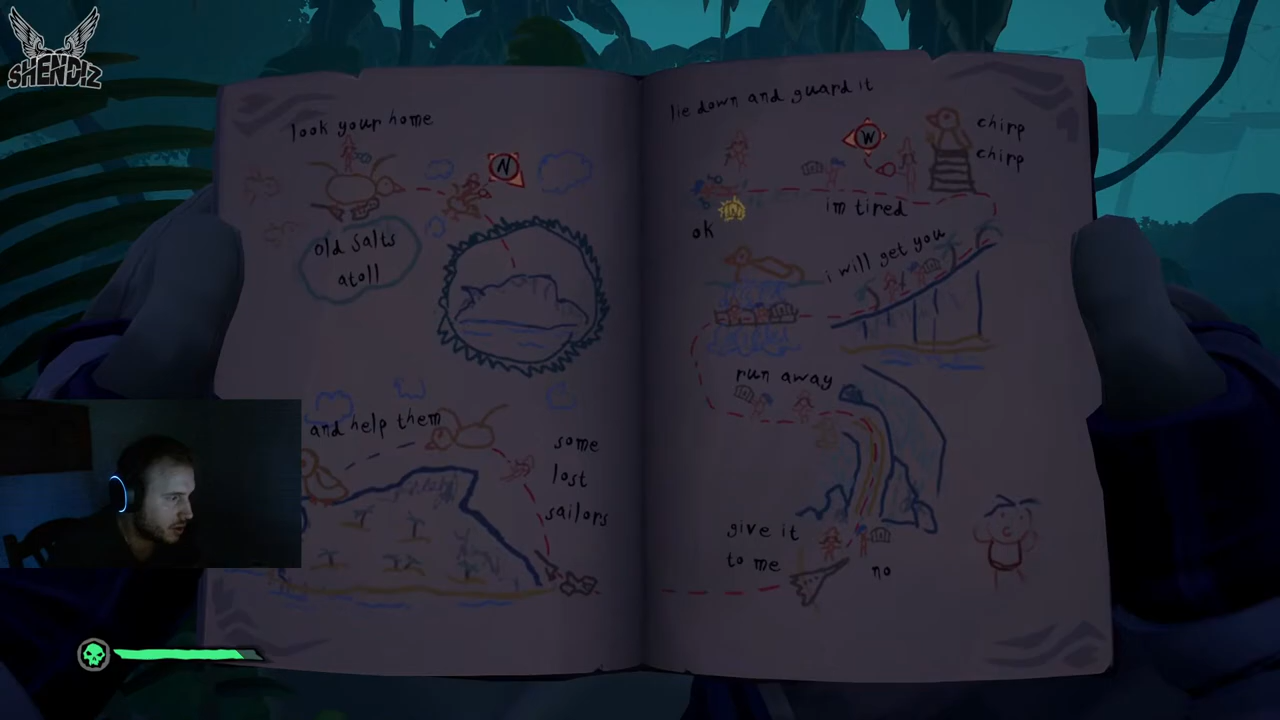 SHENDIZ
look your home
N
old salts
atoll
and help them
some
lost
sailors
lie down and guard it
W
chirp
chirp
im tired
ok
i will get you
run away
give it
to me
no